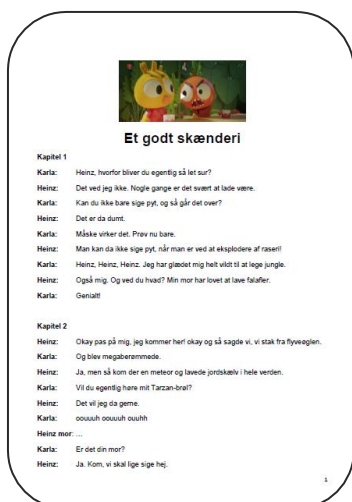 Et godt skænderi
Kapitel 1
Karla: Heinz, hvorfor bliver du egentlig så let sur?
Heinz: Det ved jeg ikke. Nogle gange er det svært at lade være.
Karla: Kan du ikke bare sige pyt, og så går det over?
Heinz: Det er da dumt.
Karla: Måske virker det. Prøv nu bare.
Heinz: Man kan da ikke sige pyt, når man er ved at eksplodere af raseri!
Karla: Heinz, Heinz, Heinz. Jeg har glædet mig helt vildt til at lege jungle.
Heinz: Også mig. Og ved du hvad? Min mor har lovet at lave falafler.
Karla: Genialt!
Kapitel 2
Heinz: Okay pas på mig, jeg kommer her! okay og så sagde vi, vi stak fra flyveøglen.
Karla: Og blev megaberømmede.
Heinz: Ja, men så kom der en meteor og lavede jordskælv i hele verden.
Karla: Vil du egentlig høre mit Tarzan-brøl?
Heinz: Det vil jeg da gerne.
Karla: oouuuh oouuuh ouuhh
Heinz mor: …
Karla: Er det din mor?
Heinz: Ja. Kom, vi skal lige sige hej.
1